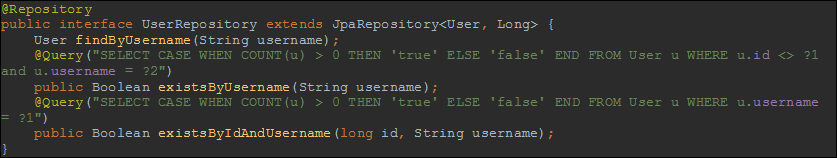 @Repository
public interface UserRepository extends JpaRepository<User, Long> {
    User findByUsername(String username);
    @Query("SELECT CASE WHEN COUNT(u) > 0 THEN 'true' ELSE 'false' END FROM User u WHERE u.id <> ?1
and u.username = ?2")
    public Boolean existsByUsername(String username);
    @Query("SELECT CASE WHEN COUNT(u) > 0 THEN 'true' ELSE 'false' END FROM User u WHERE u.username
= ?1")
    public Boolean existsByIdAndUsername(long id, String username);
}